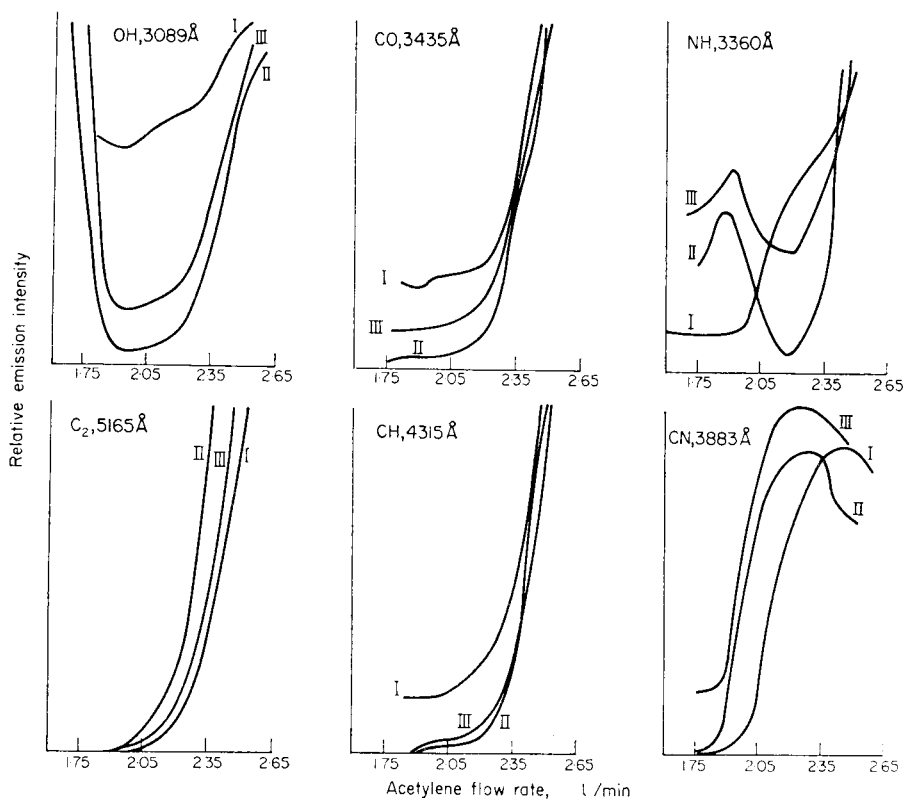 OH,3089Å
I
III
II
1·75 2·05 2·35 2·65
CO,3435Å
I
III
II
1·75 2·05 2·35 2·65
NH,3360Å
III
II
I
1·75 2·05 2·35 2·65
Relative emission intensity
C₂,5165Å
II III I
1·75 2·05 2·35 2·65
CH,4315Å
I
III II
1·75 2·05 2·35 2·65
CN,3883Å
III
I
II
1·75 2·05 2·35 2·65
Acetylene flow rate, l/min